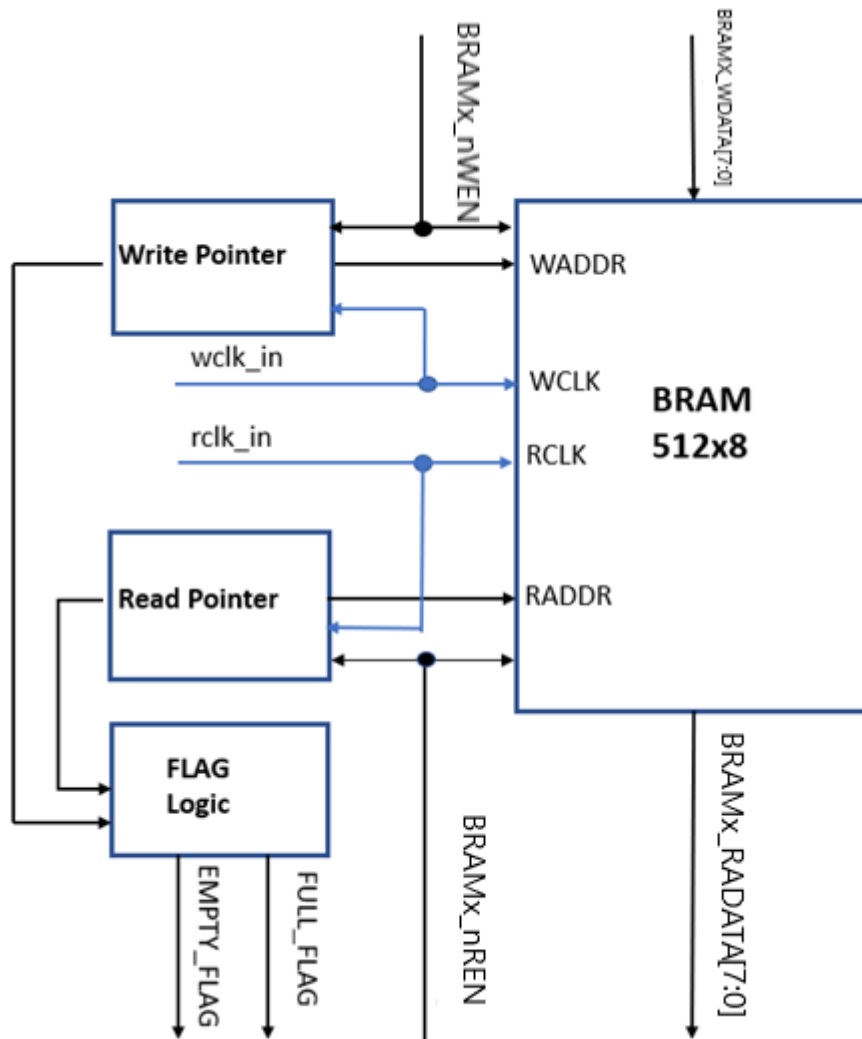 BRAMx_nWEN
BRAMX_WDATA[7:0]
Write Pointer
WADDR
wclk_in
WCLK
BRAM
512x8
rclk_in
RCLK
Read Pointer
RADDR
FLAG
Logic
EMPTY_FLAG
FULL_FLAG
BRAMx_nREN
BRAMx_RADATA[7:0]